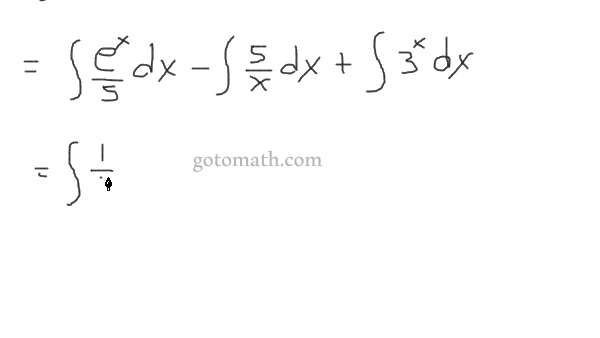 = ∫ e^x/5 dx − ∫ 5/x dx + ∫ 3^x dx
= ∫ 1/
gotomath.com